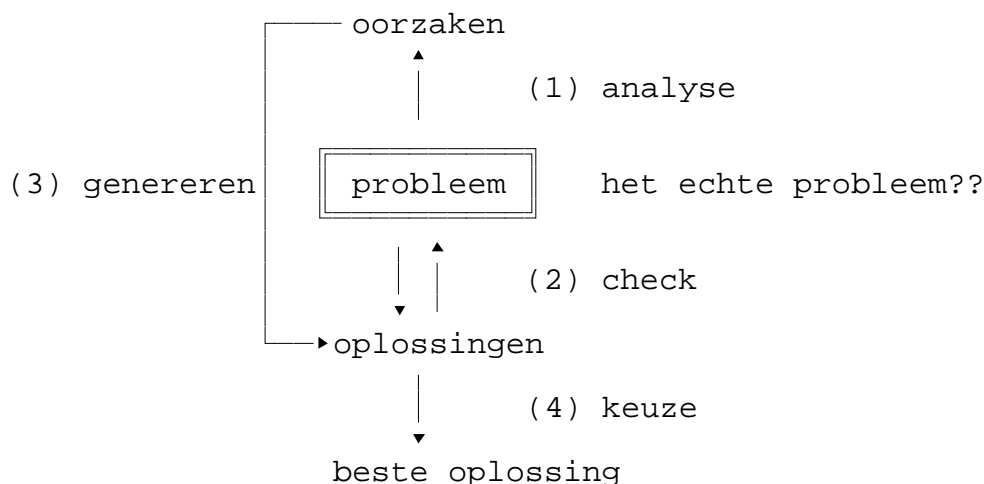 oorzaken
(1) analyse
(3) genereren probleem het echte probleem??
(2) check
oplossingen
(4) keuze
beste oplossing